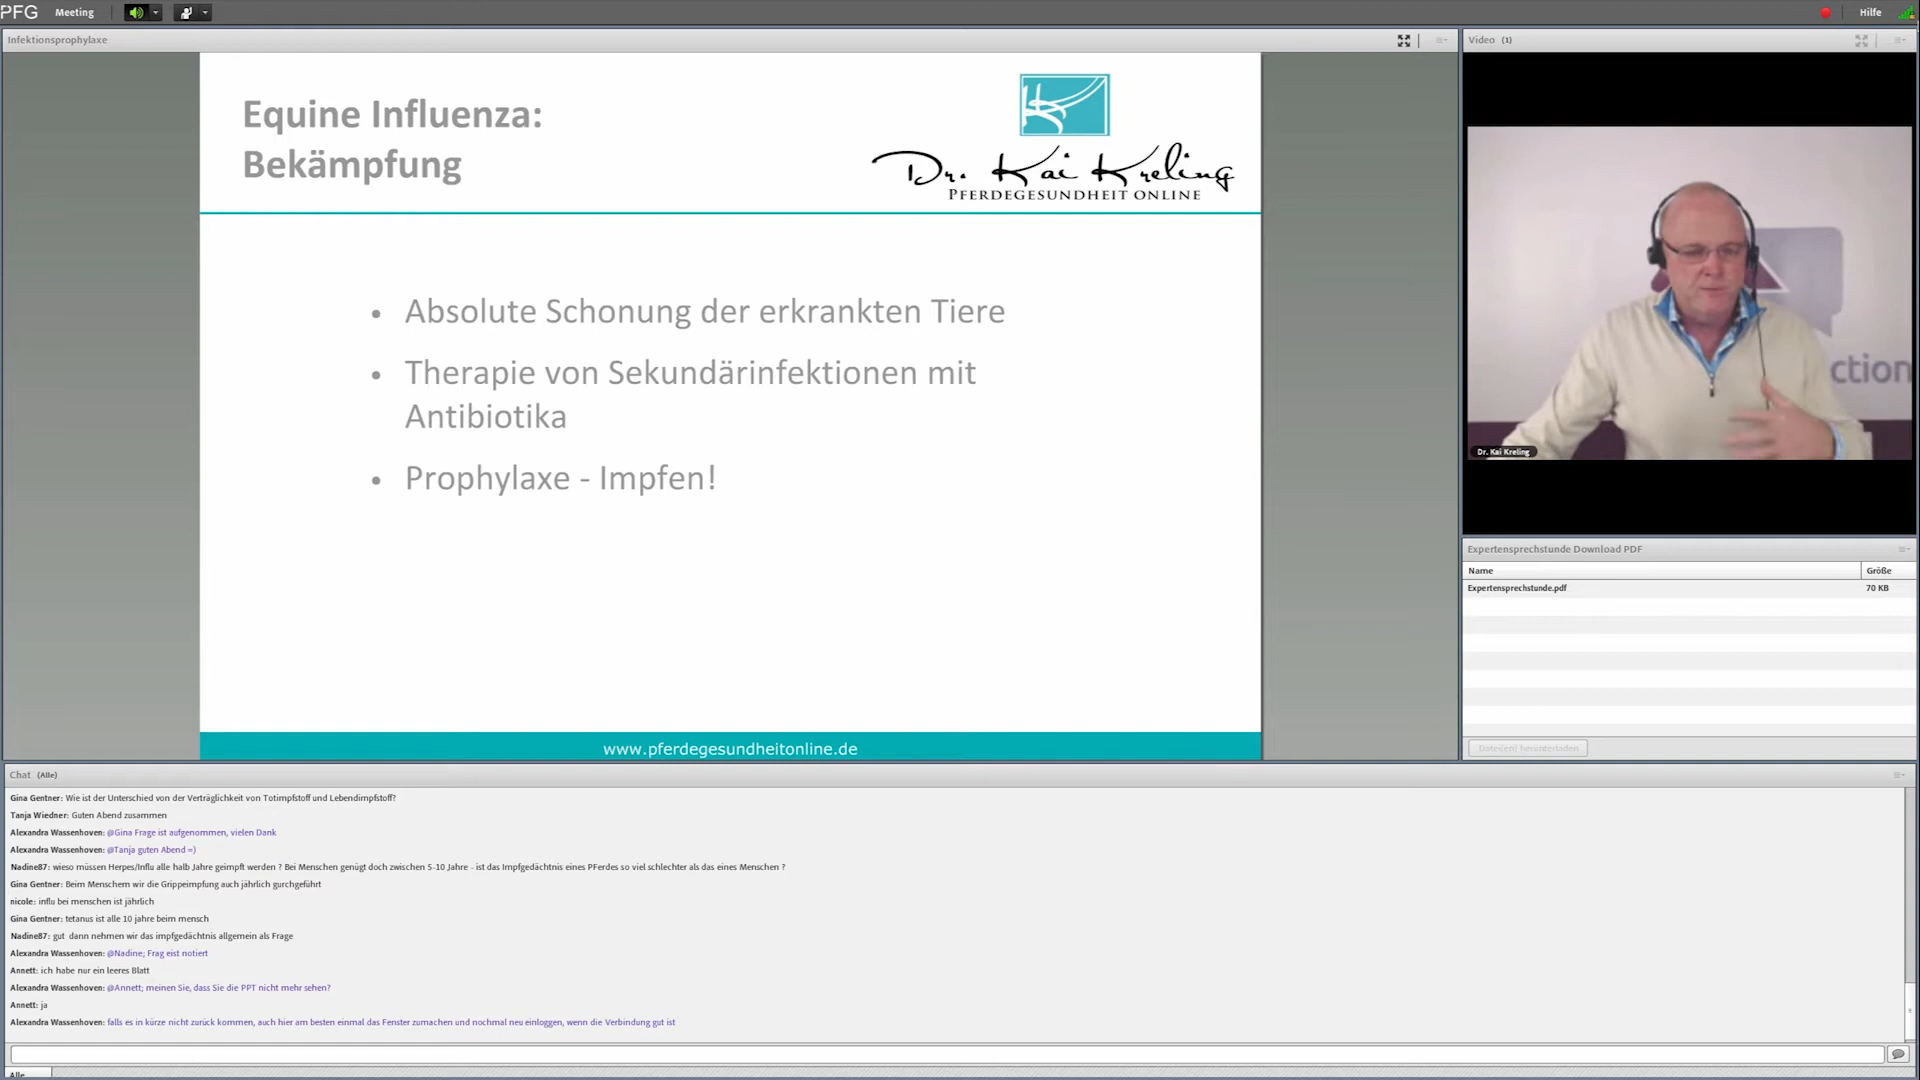 PFG Meeting Hilfe
Infektionsprophylaxe
Equine Influenza:
Bekämpfung
Dr. Kai Kreling
PFERDEGESUNDHEIT ONLINE
• Absolute Schonung der erkrankten Tiere
• Therapie von Sekundärinfektionen mit
Antibiotika
• Prophylaxe - Impfen!
www.pferdegesundheitonline.de
Video (1)
ction
Dr. Kai Kreling
Expertensprechstunde Download PDF
Name Größe
Expertensprechstunde.pdf 70 KB
Datei(en) herunterladen
Chat (Alle)
Gina Gentner: Wie ist der Unterschied von der Verträglichkeit von Totimpfstoff und Lebendimpfstoff?
Tanja Wiedner: Guten Abend zusammen
Alexandra Wassenhoven: @Gina Frage ist aufgenommen, vielen Dank
Alexandra Wassenhoven: @Tanja guten Abend =)
Nadine87: wieso müssen Herpes/Influ alle halb Jahre geimpft werden ? Bei Menschen genügt doch zwischen 5-10 Jahre - ist das Impfgedächtnis eines PFerdes so viel schlechter als das eines Menschen ?
Gina Gentner: Beim Menschem wir die Grippeimpfung auch jährlich gurchgeführt
nicole: influ bei menschen ist jährlich
Gina Gentner: tetanus ist alle 10 jahre beim mensch
Nadine87: gut dann nehmen wir das impfgedächtnis allgemein als Frage
Alexandra Wassenhoven: @Nadine; Frag eist notiert
Annett: ich habe nur ein leeres Blatt
Alexandra Wassenhoven: @Annett; meinen Sie, dass Sie die PPT nicht mehr sehen?
Annett: ja
Alexandra Wassenhoven: falls es in kürze nicht zurück kommen, auch hier am besten einmal das Fenster zumachen und nochmal neu einloggen, wenn die Verbindung gut ist
Alle